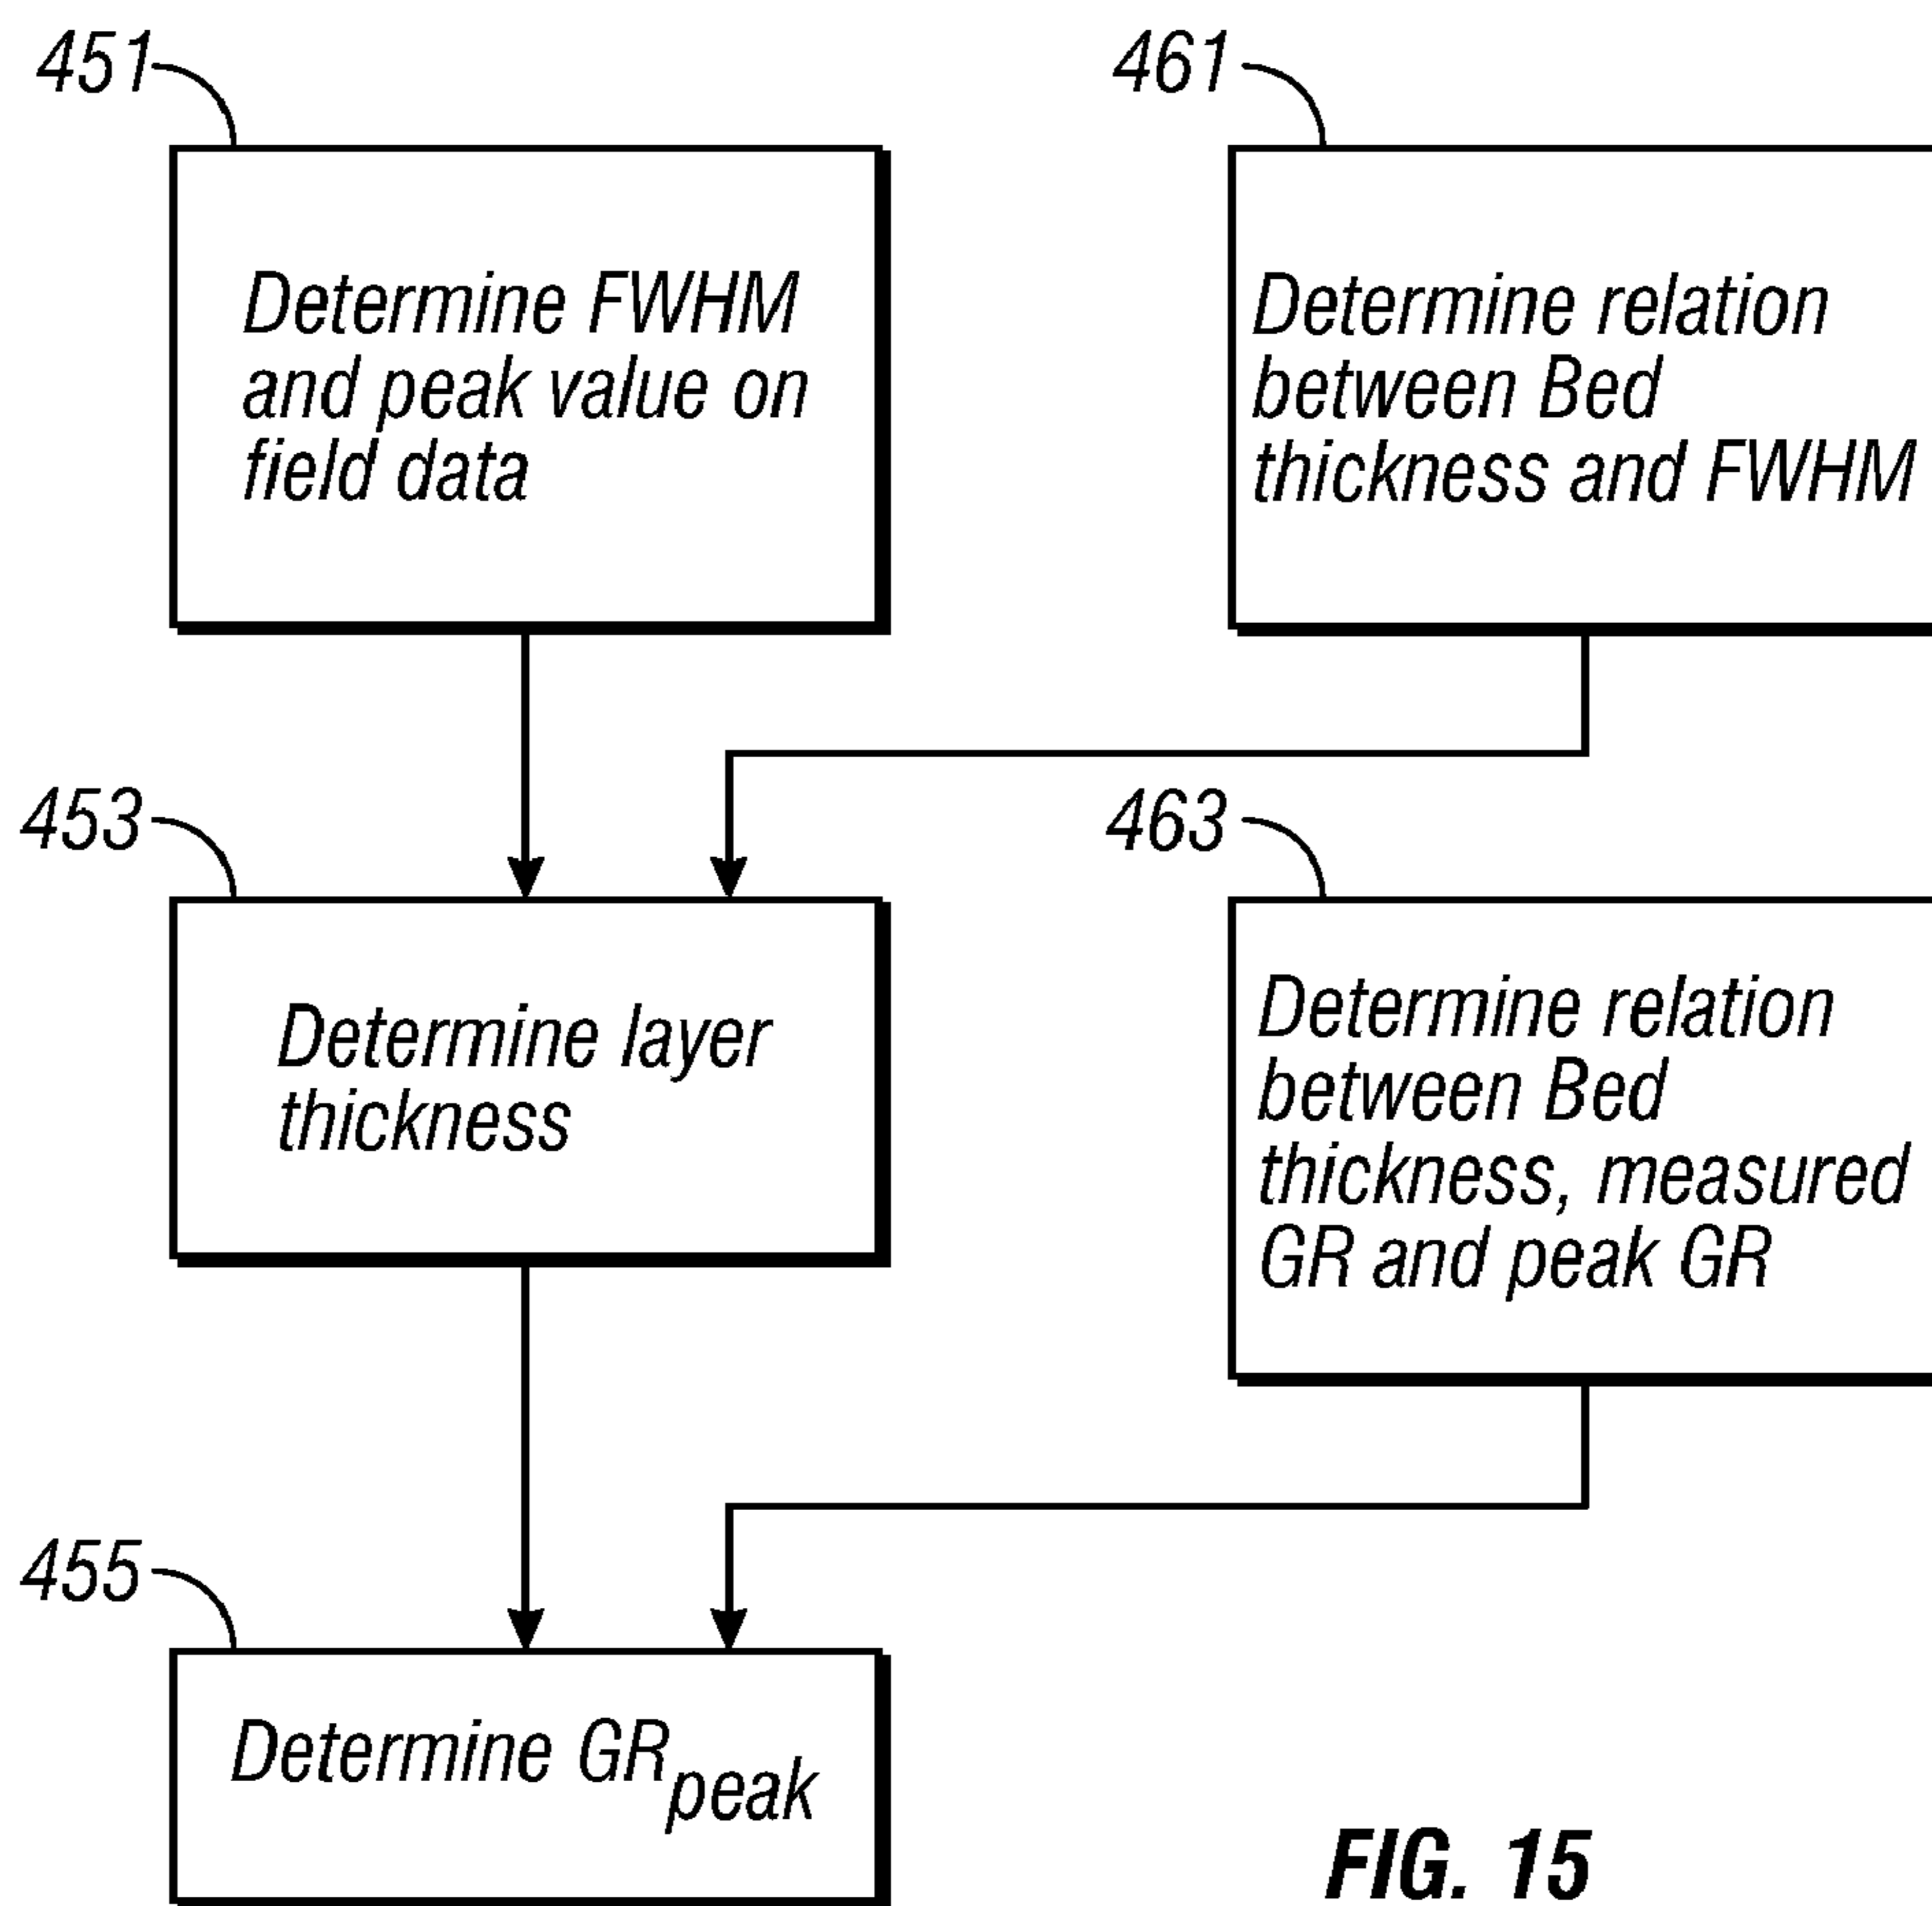 451
Determine FWHM
and peak value on
field data
461
Determine relation
between Bed
thickness and FWHM
453
Determine layer
thickness
463
Determine relation
between Bed
thickness, measured
GR and peak GR
455
Determine GRpeak
FIG. 15